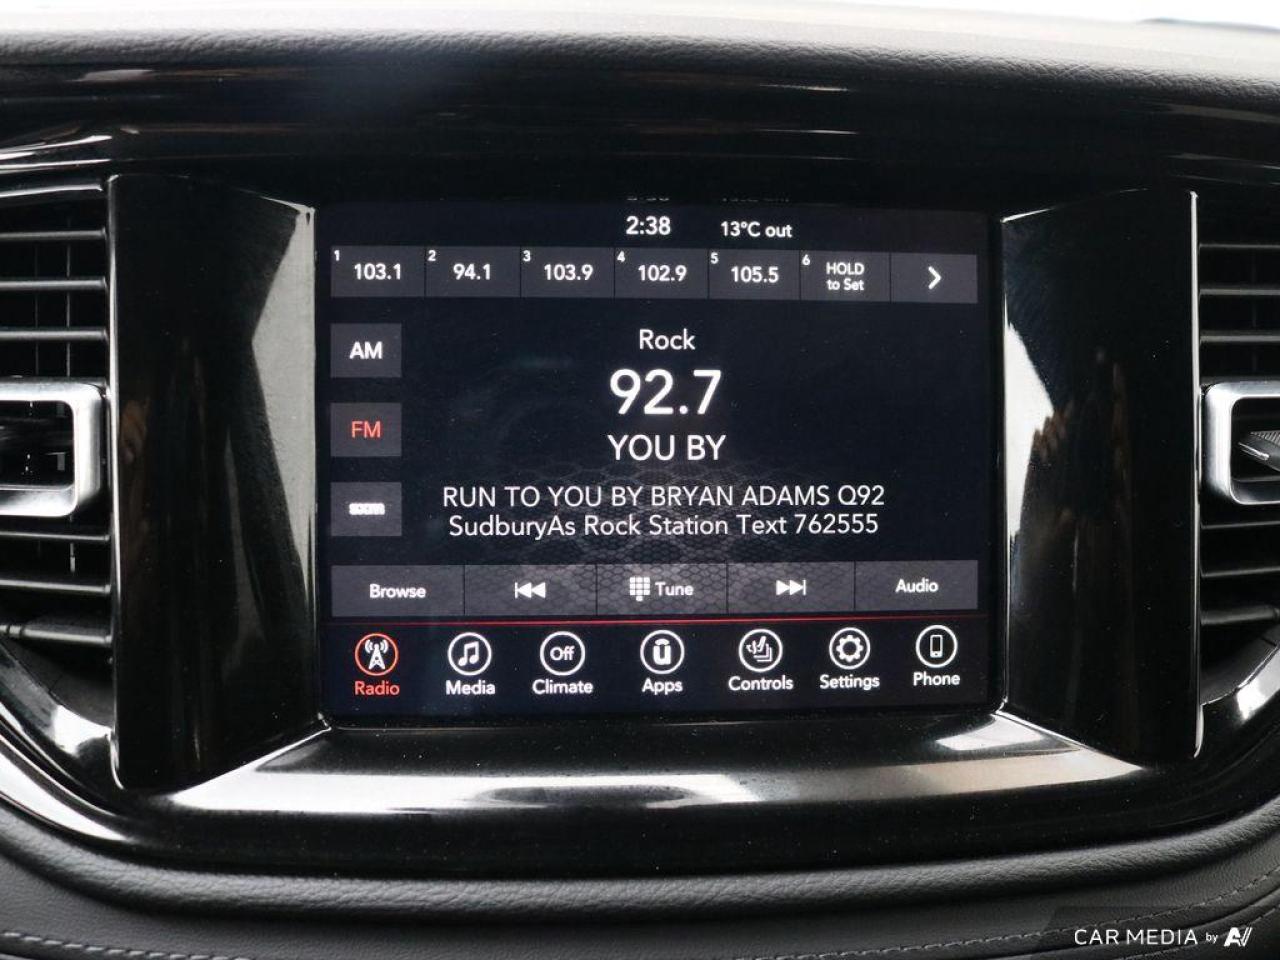 2:38 13°C out
1 103.1 2 94.1 3 103.9 4 102.9 5 105.5 6 HOLD
to Set
AM
Rock
92.7
FM
YOU BY
RUN TO YOU BY BRYAN ADAMS Q92
sxm
SudburyAs Rock Station Text 762555
Browse Tune Audio
Off
Radio Media Climate Apps Controls Settings Phone
CAR MEDIA by AV